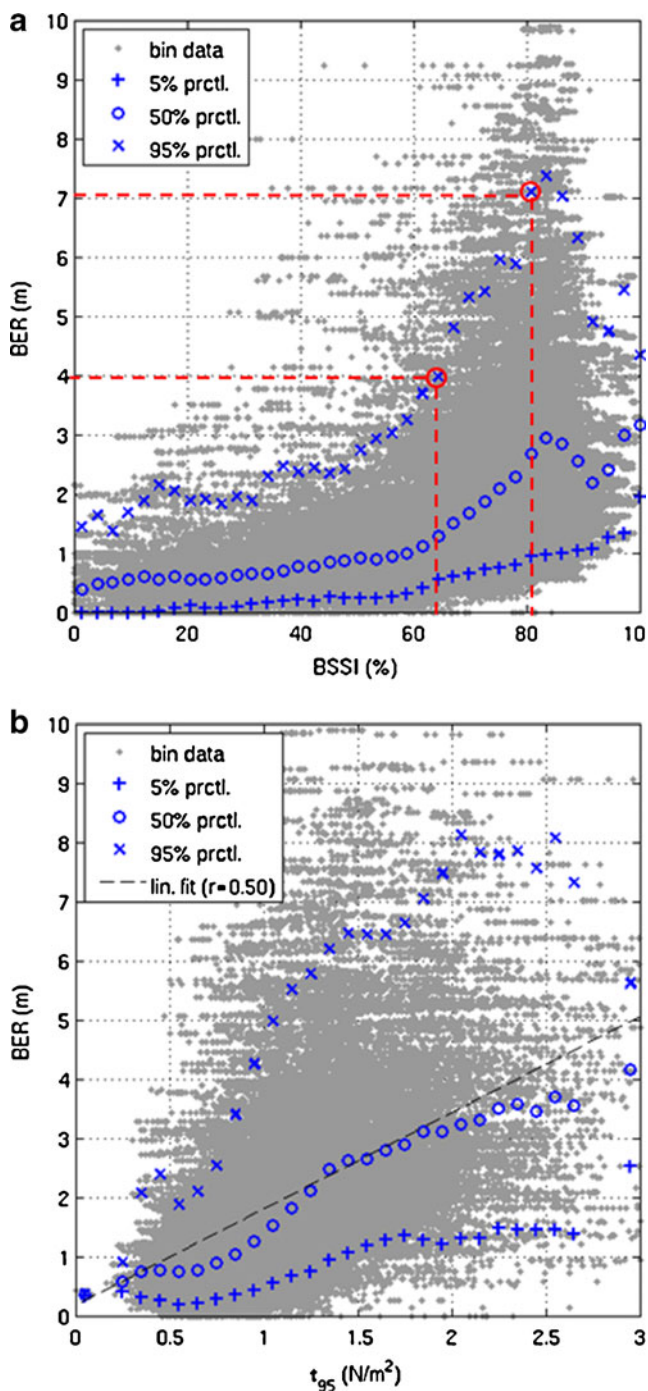 a
10
9
8
7
6
5
4
3
2
1
0
BER (m)
bin data
5% prctl.
50% prctl.
95% prctl.
0 20 40 60 80 100
BSSI (%)
b
10
9
8
7
6
5
4
3
2
1
0
BER (m)
bin data
5% prctl.
50% prctl.
95% prctl.
lin. fit (r=0.50)
0 0.5 1 1.5 2 2.5 3
t₉₅ (N/m²)